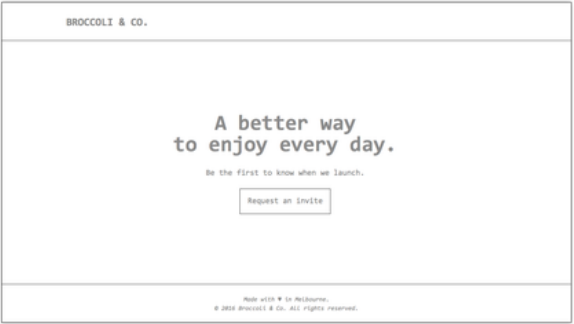 BROCCOLI & CO.
A better way
to enjoy every day.
Be the first to know when we launch.
Request an invite
Made with ♥ in Melbourne.
© 2016 Broccoli & Co. All rights reserved.